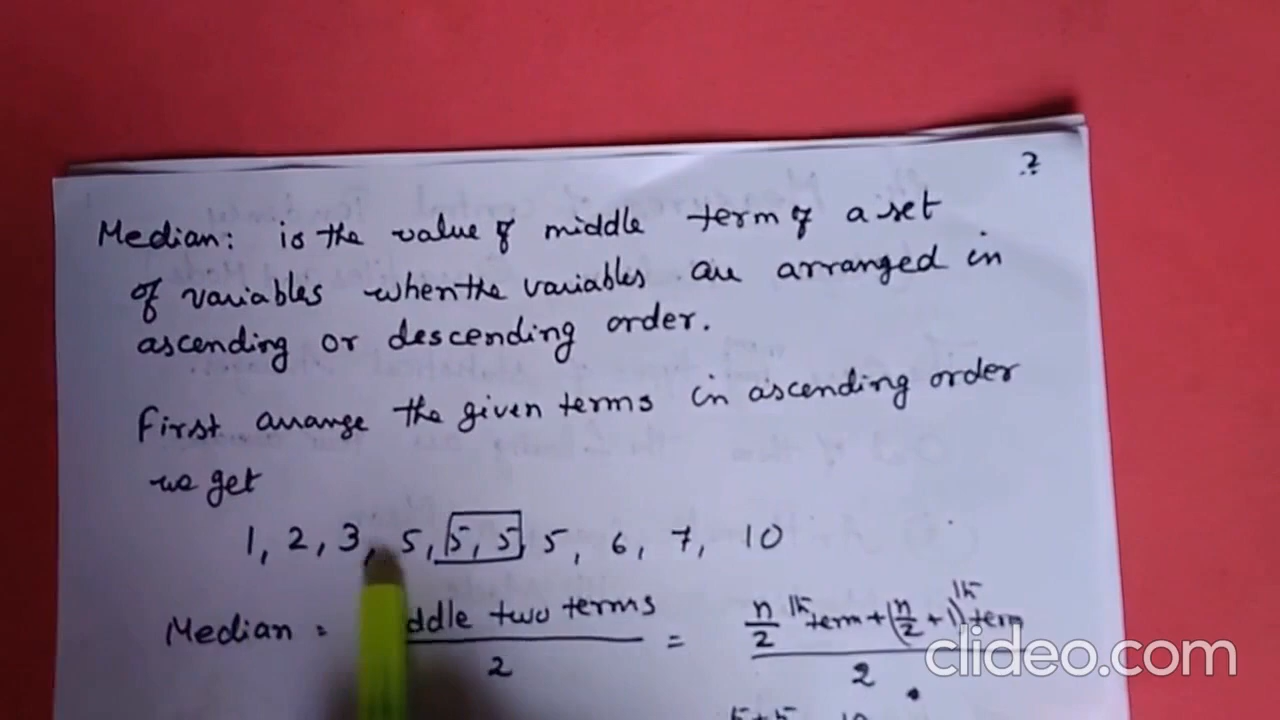 2
Median: is the value of middle term of a set
of variables when the variables are arranged in
ascending or descending order.
First arrange the given terms in ascending order
we get
1, 2, 3, 5, 5, 5, 5, 6, 7, 10
Median = ddle two terms / 2 = n/2 th term + (n/2 + 1) th term / 2
clideo.com